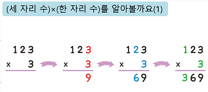 (세 자리 수)×(한 자리 수)를 알아볼까요(1)
123 123 123 123
× 3 × 3 × 3 × 3
9 69 369